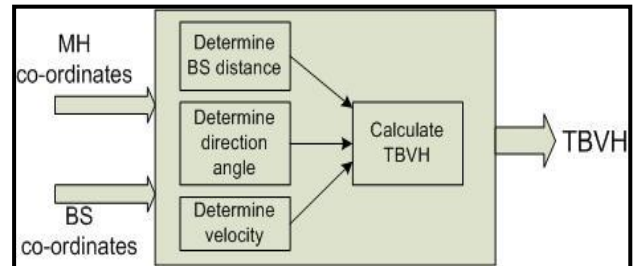 MH
co-ordinates
BS
co-ordinates
Determine
BS distance
Determine
direction
angle
Determine
velocity
Calculate
TBVH
TBVH